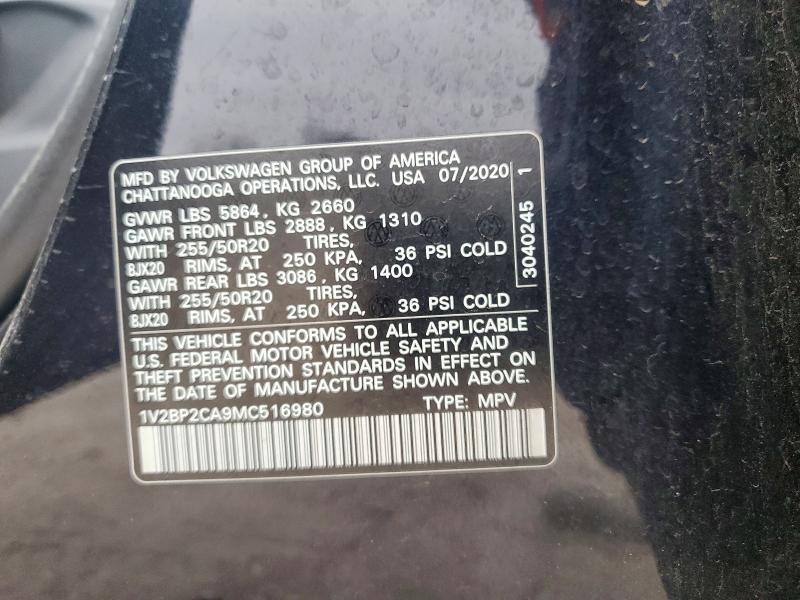 MFD BY VOLKSWAGEN GROUP OF AMERICA
CHATTANOOGA OPERATIONS, LLC. USA 07/2020
GVWR LBS 5864, KG 2660
GAWR FRONT LBS 2888, KG 1310
WITH 255/50R20 TIRES,
8JX20 RIMS, AT 250 KPA, 36 PSI COLD
GAWR REAR LBS 3086, KG 1400
WITH 255/50R20 TIRES,
8JX20 RIMS, AT 250 KPA, 36 PSI COLD
3040245 1
THIS VEHICLE CONFORMS TO ALL APPLICABLE
U.S. FEDERAL MOTOR VEHICLE SAFETY AND
THEFT PREVENTION STANDARDS IN EFFECT ON
THE DATE OF MANUFACTURE SHOWN ABOVE.
1V2BP2CA9MC516980 TYPE: MPV